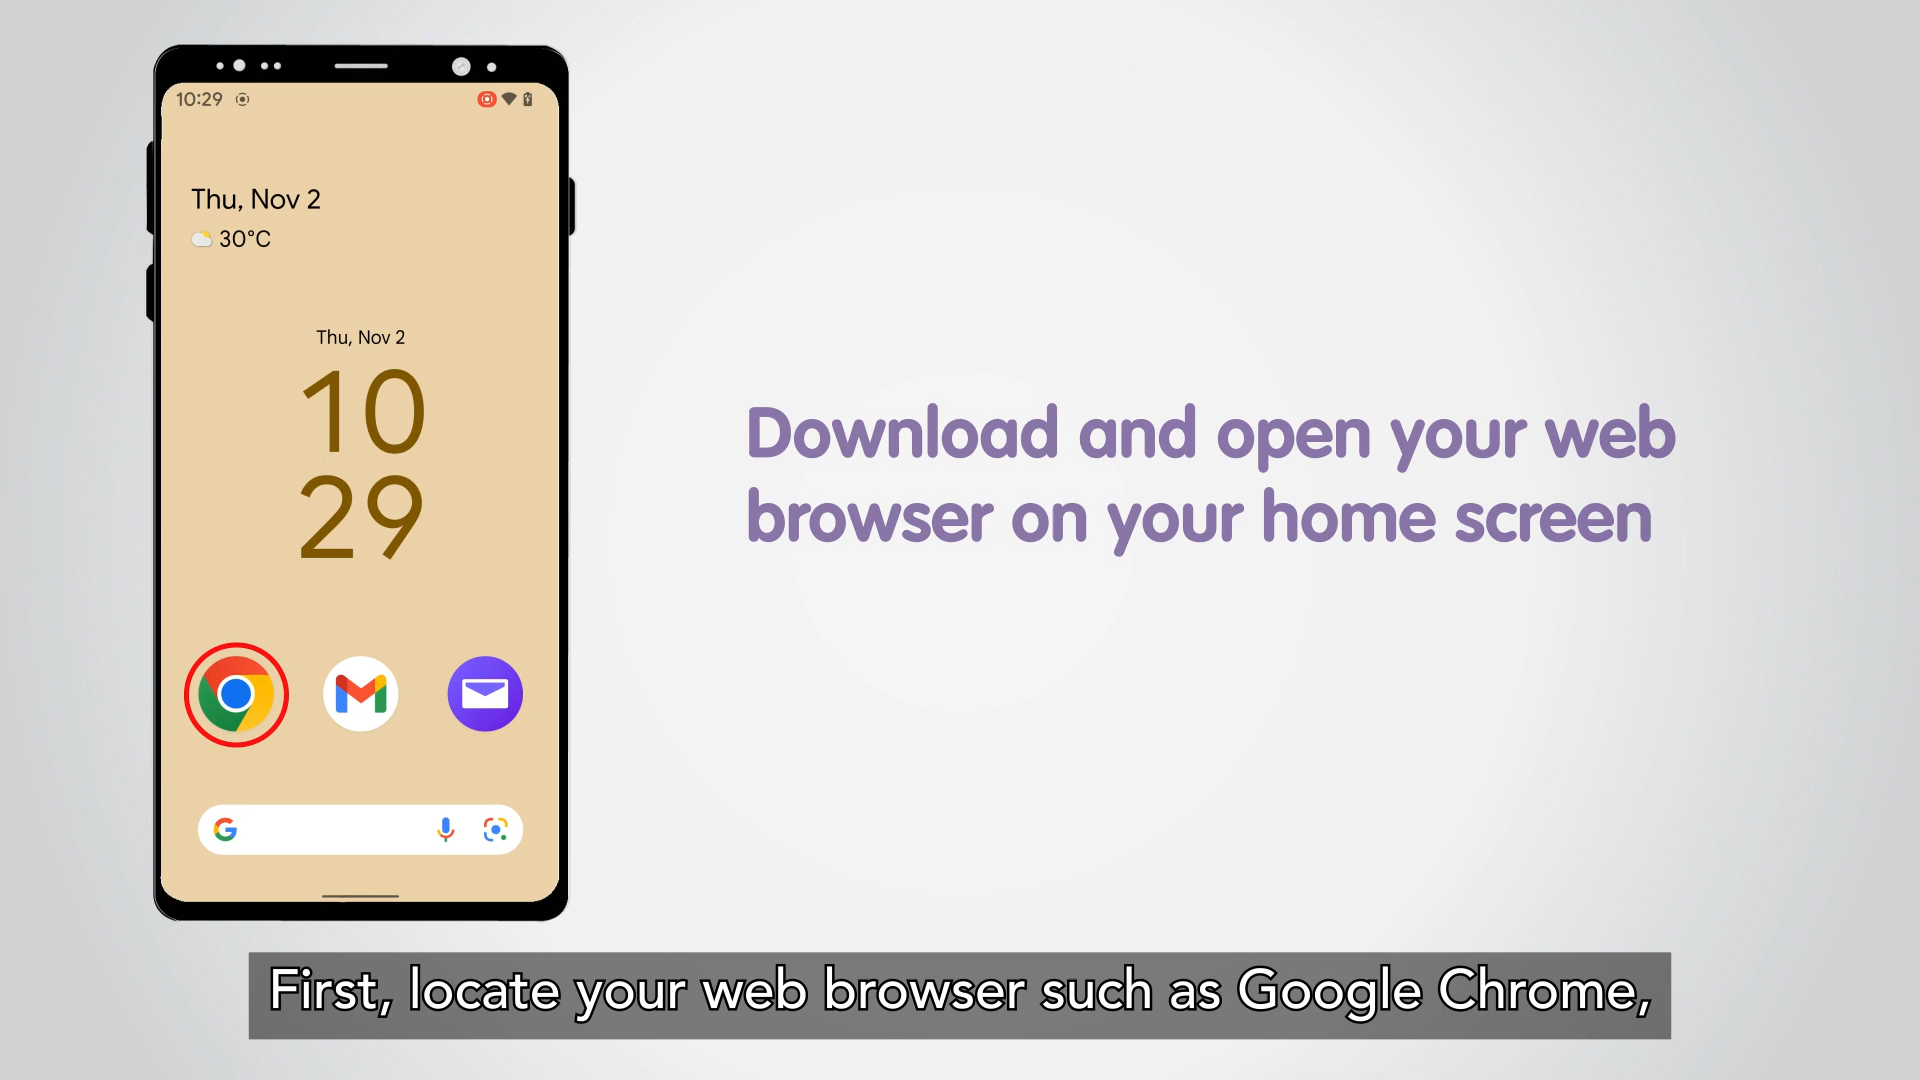 10:29
Thu, Nov 2
30°C
Thu, Nov 2
10
29
Download and open your web
browser on your home screen
First, locate your web browser such as Google Chrome,